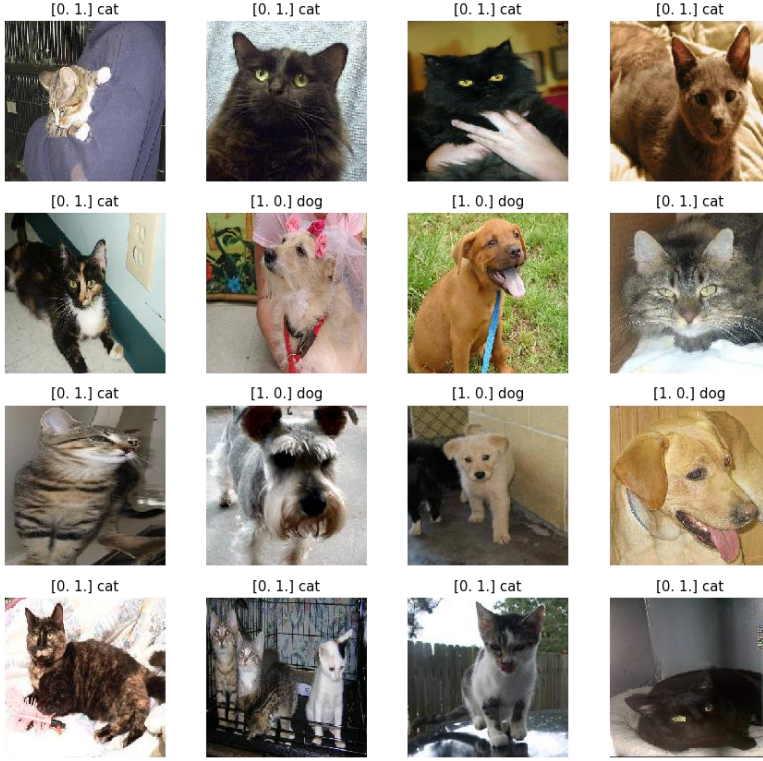 [0. 1.] cat
[0. 1.] cat
[0. 1.] cat
[0. 1.] cat
[0. 1.] cat
[1. 0.] dog
[1. 0.] dog
[0. 1.] cat
[0. 1.] cat
[1. 0.] dog
[1. 0.] dog
[1. 0.] dog
[0. 1.] cat
[0. 1.] cat
[0. 1.] cat
[0. 1.] cat